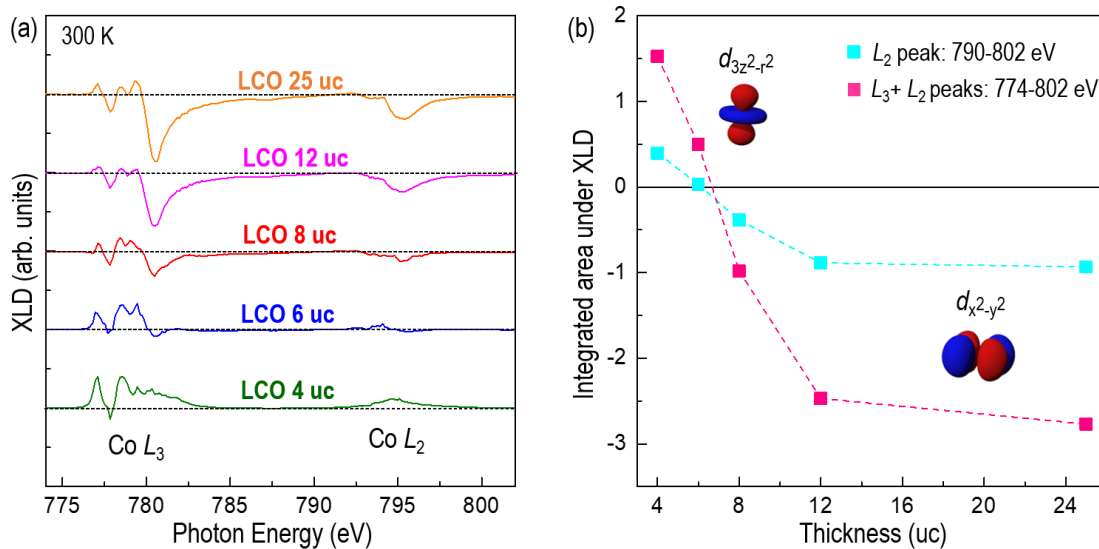 (a)
300 K
LCO 25 uc
LCO 12 uc
LCO 8 uc
LCO 6 uc
LCO 4 uc
Co L₃
Co L₂
XLD (arb. units)
775 780 785 790 795 800
Photon Energy (eV)
(b)
d3z²-r²
L₂ peak: 790-802 eV
L₃+ L₂ peaks: 774-802 eV
dx²-y²
Integrated area under XLD
2
1
0
-1
-2
-3
4 8 12 16 20 24
Thickness (uc)